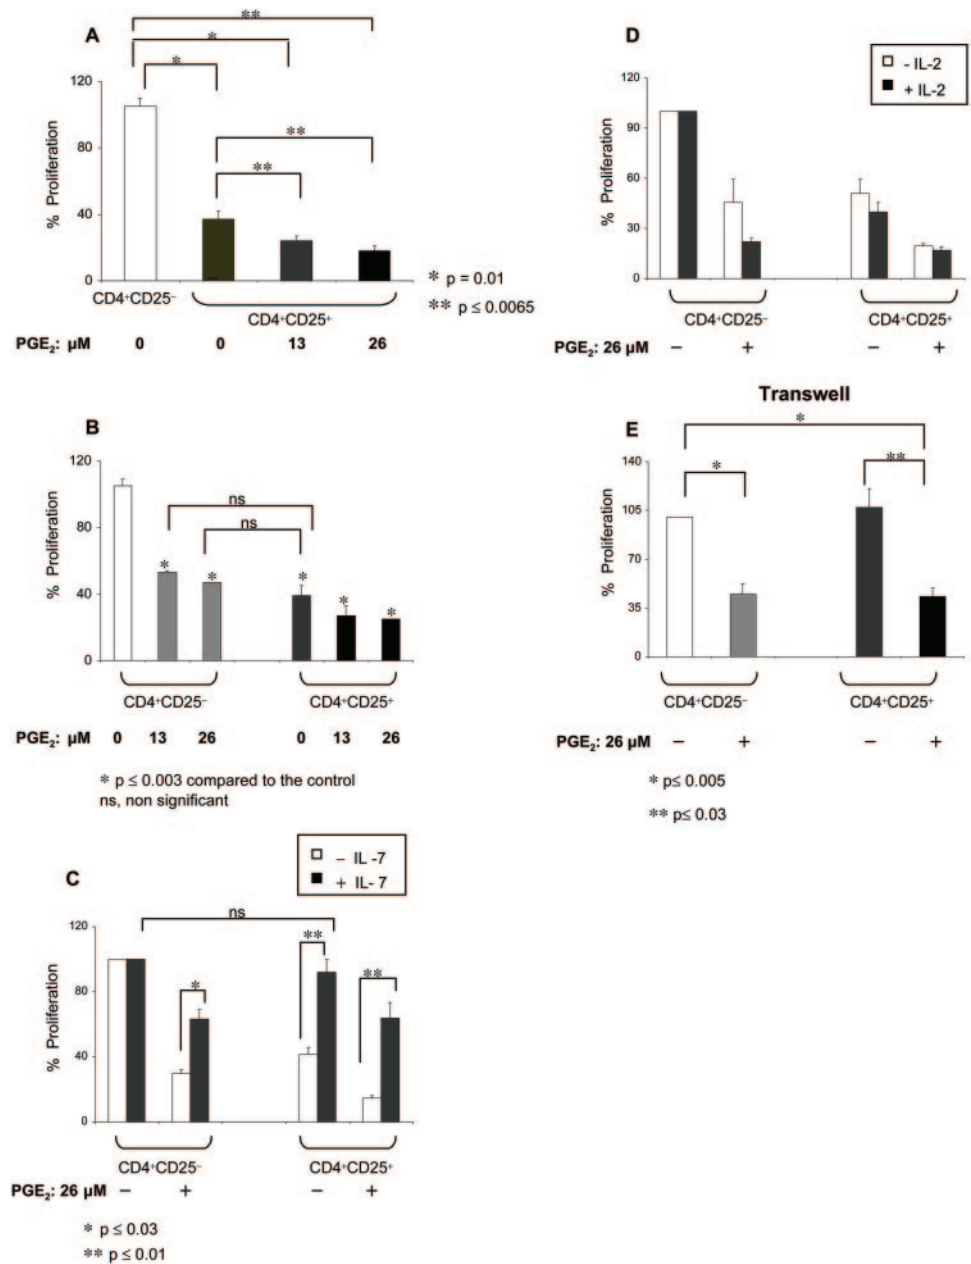 A
**
*
*
**
**
120
80
40
0
% Proliferation
CD4⁺CD25⁻
CD4⁺CD25⁺
PGE₂: µM 0 0 13 26
* p = 0.01
** p ≤ 0.0065
B
120
80
40
0
% Proliferation
ns
ns
* * * * *
CD4⁺CD25⁻ CD4⁺CD25⁺
PGE₂: µM 0 13 26 0 13 26
* p ≤ 0.003 compared to the control
ns, non significant
– IL -7
+ IL- 7
C
120
80
40
0
% Proliferation
ns
*
**
**
CD4⁺CD25⁻ CD4⁺CD25⁺
PGE₂: 26 µM – + – +
* p ≤ 0.03
** p ≤ 0.01
D
- IL-2
+ IL-2
120
90
60
30
0
% Proliferation
CD4⁺CD25⁻ CD4⁺CD25⁺
PGE₂: 26 µM – + – +
Transwell
E
*
*
**
140
105
70
35
0
% Proliferation
CD4⁺CD25⁻ CD4⁺CD25⁺
PGE₂: 26 µM – + – +
* p≤ 0.005
** p≤ 0.03